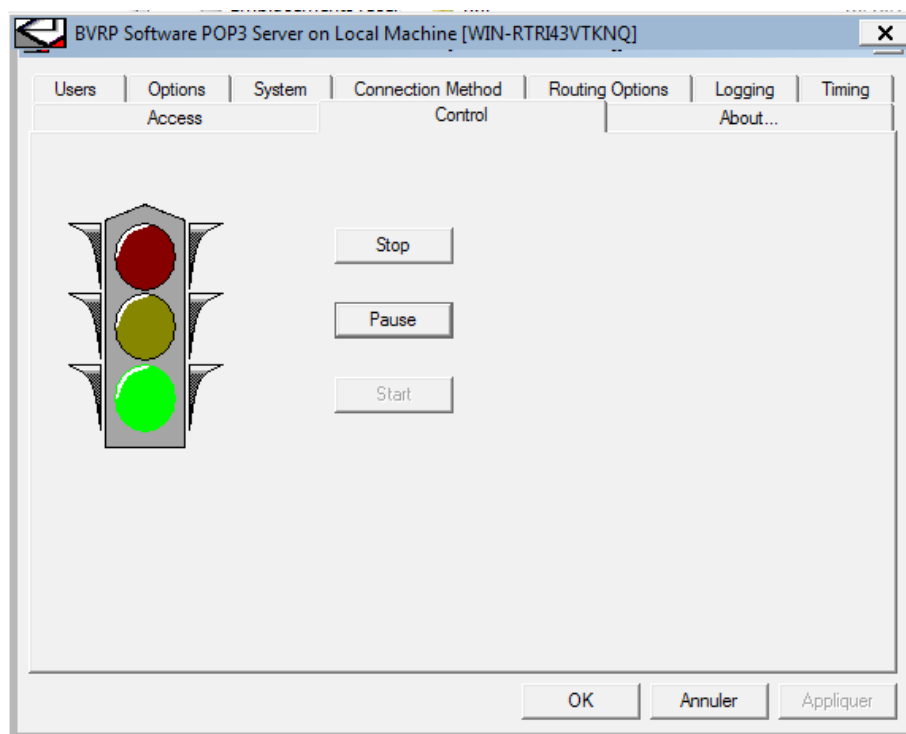 BVRP Software POP3 Server on Local Machine [WIN-RTRI43VTKNQ]
Users Options System Connection Method Routing Options Logging Timing
Access Control About...
Stop
Pause
Start
OK Annuler Appliquer